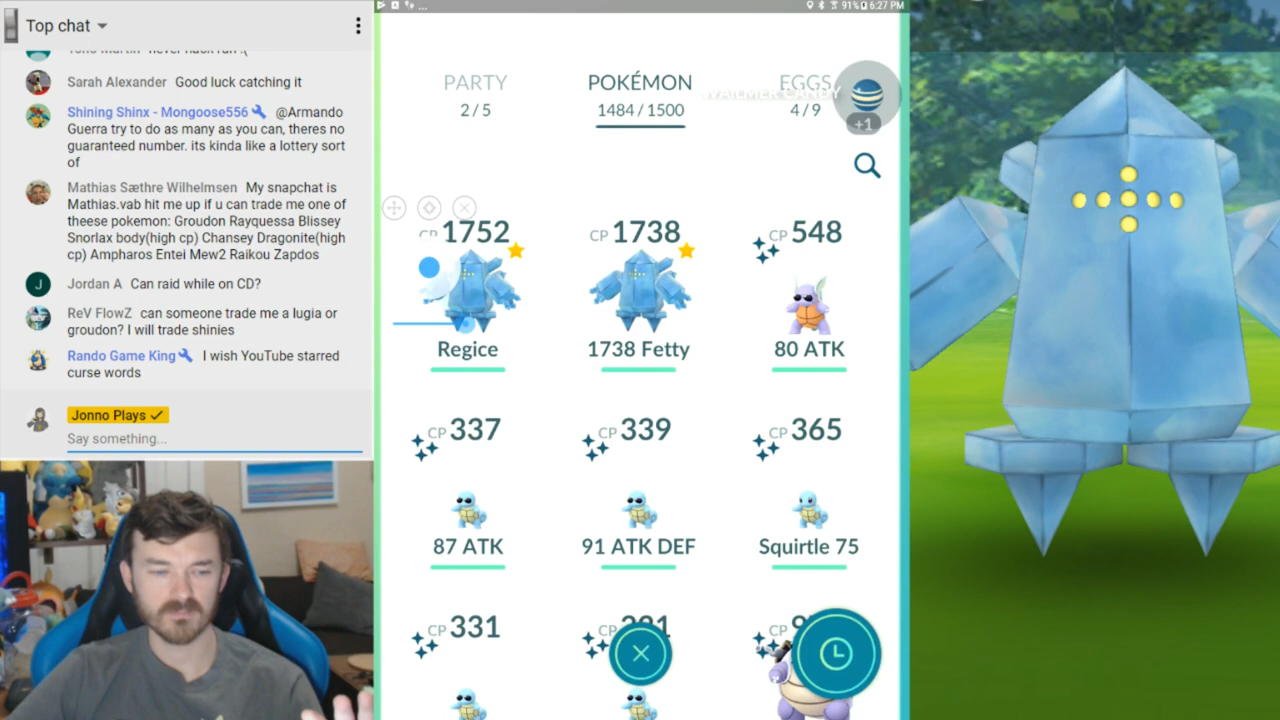 Top chat
never hack run :(
Sarah Alexander Good luck catching it
Shining Shinx - Mongoose556 @Armando
Guerra try to do as many as you can, theres no
guaranteed number. its kinda like a lottery sort
of
Mathias Sæthre Wilhelmsen My snapchat is
Mathias.vab hit me up if u can trade me one of
theese pokemon: Groudon Rayquessa Blissey
Snorlax body(high cp) Chansey Dragonite(high
cp) Ampharos Entei Mew2 Raikou Zapdos
Jordan A Can raid while on CD?
ReV FlowZ can someone trade me a lugia or
groudon? I will trade shinies
Rando Game King I wish YouTube starred
curse words
Jonno Plays
Say something...
... 91% 6:27 PM
PARTY POKÉMON EGGS
WAILMER CANDY
2 / 5 1484 / 1500 4 / 9
+1
CP 1752 CP 1738 CP 548
Regice 1738 Fetty 80 ATK
CP 337 CP 339 CP 365
87 ATK 91 ATK DEF Squirtle 75
CP 331 CP CP
J